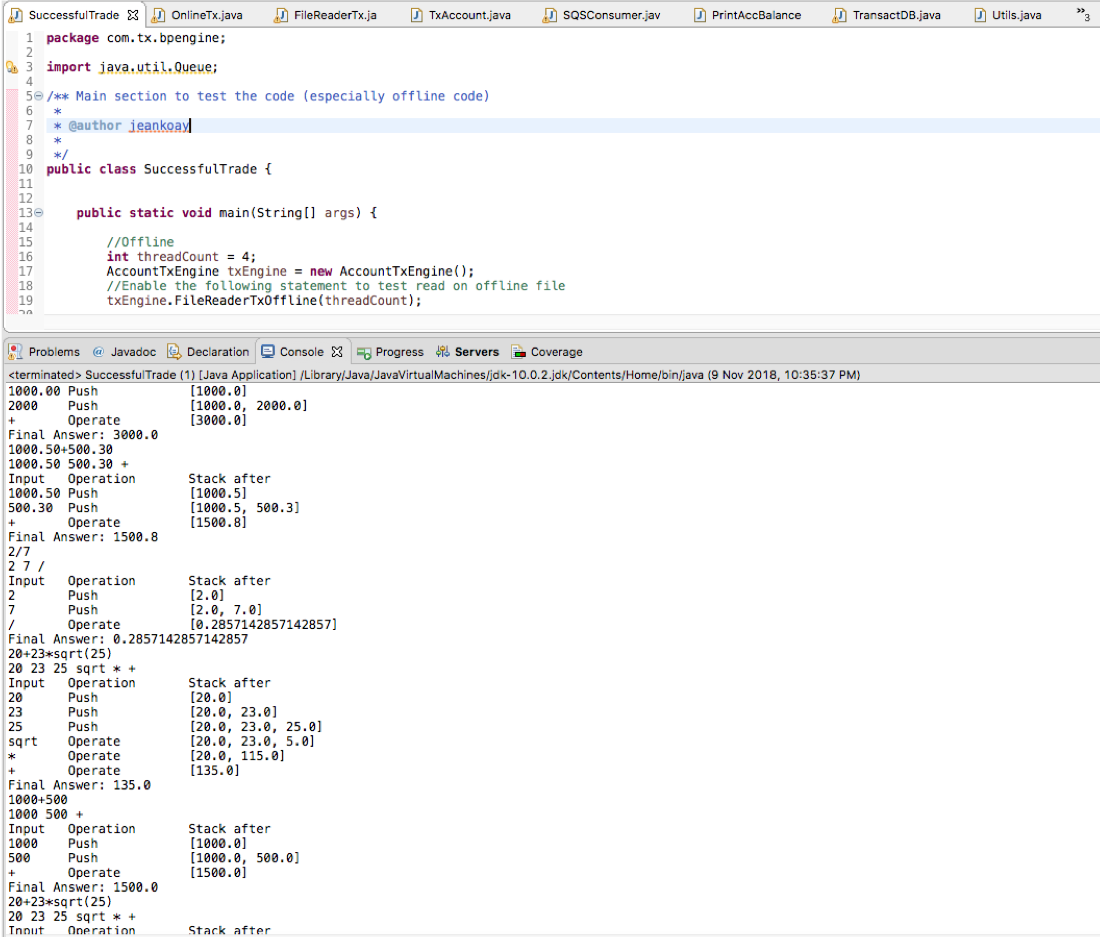 SuccessfulTrade OnlineTx.java FileReaderTx.ja TxAccount.java SQSConsumer.jav PrintAccBalance TransactDB.java Utils.java »3
1 package com.tx.bpengine;
2
3 import java.util.Queue;
4
5 /** Main section to test the code (especially offline code)
6 *
7 * @author jeankoay
8 *
9 */
10 public class SuccessfulTrade {
11
12
13 public static void main(String[] args) {
14
15 //Offline
16 int threadCount = 4;
17 AccountTxEngine txEngine = new AccountTxEngine();
18 //Enable the following statement to test read on offline file
19 txEngine.FileReaderTxOffline(threadCount);
20
Problems @ Javadoc Declaration Console Progress Servers Coverage
<terminated> SuccessfulTrade (1) [Java Application] /Library/Java/JavaVirtualMachines/jdk-10.0.2.jdk/Contents/Home/bin/java (9 Nov 2018, 10:35:37 PM)
1000.00 Push [1000.0]
2000 Push [1000.0, 2000.0]
+ Operate [3000.0]
Final Answer: 3000.0
1000.50+500.30
1000.50 500.30 +
Input Operation Stack after
1000.50 Push [1000.5]
500.30 Push [1000.5, 500.3]
+ Operate [1500.8]
Final Answer: 1500.8
2/7
2 7 /
Input Operation Stack after
2 Push [2.0]
7 Push [2.0, 7.0]
/ Operate [0.2857142857142857]
Final Answer: 0.2857142857142857
20+23*sqrt(25)
20 23 25 sqrt * +
Input Operation Stack after
20 Push [20.0]
23 Push [20.0, 23.0]
25 Push [20.0, 23.0, 25.0]
sqrt Operate [20.0, 23.0, 5.0]
* Operate [20.0, 115.0]
+ Operate [135.0]
Final Answer: 135.0
1000+500
1000 500 +
Input Operation Stack after
1000 Push [1000.0]
500 Push [1000.0, 500.0]
+ Operate [1500.0]
Final Answer: 1500.0
20+23*sqrt(25)
20 23 25 sqrt * +
Input Operation Stack after